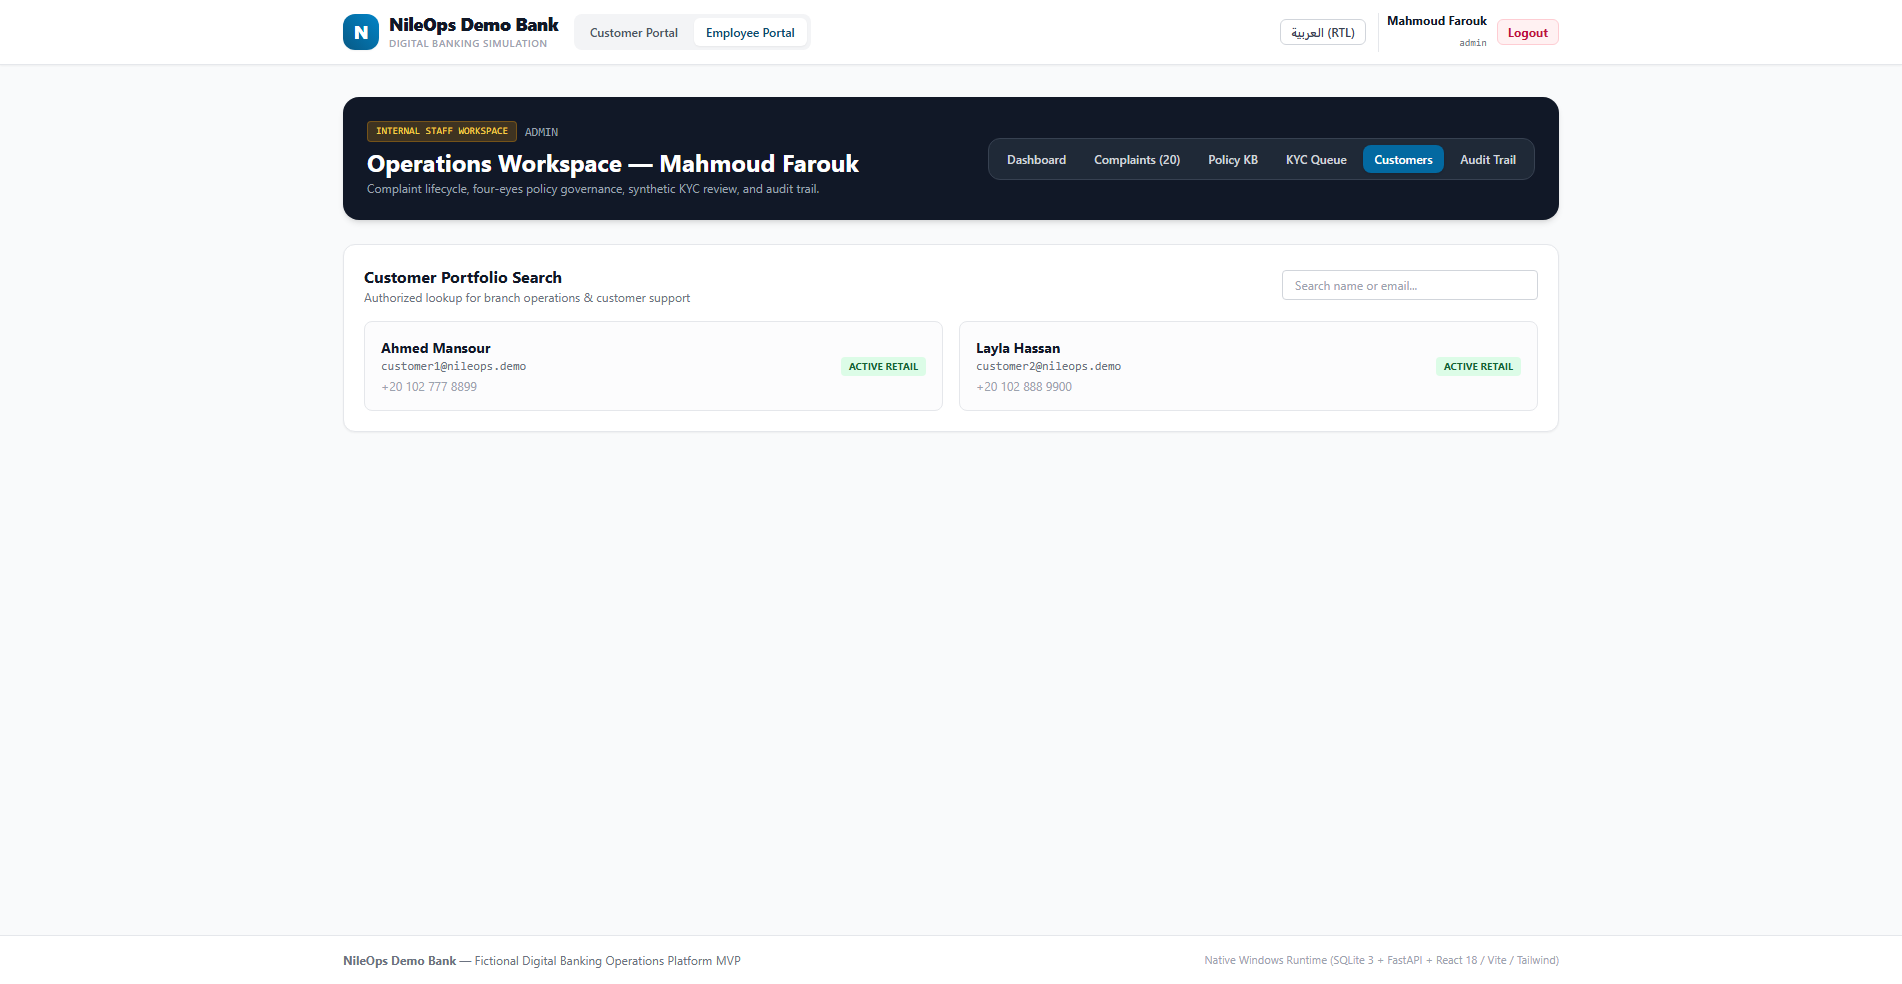 N
NileOps Demo Bank
DIGITAL BANKING SIMULATION
Customer Portal
Employee Portal
العربية (RTL)
Mahmoud Farouk
admin
Logout
INTERNAL STAFF WORKSPACE
ADMIN
Operations Workspace — Mahmoud Farouk
Complaint lifecycle, four-eyes policy governance, synthetic KYC review, and audit trail.
Dashboard
Complaints (20)
Policy KB
KYC Queue
Customers
Audit Trail
Customer Portfolio Search
Authorized lookup for branch operations & customer support
Search name or email...
Ahmed Mansour
customer1@nileops.demo
+20 102 777 8899
ACTIVE RETAIL
Layla Hassan
customer2@nileops.demo
+20 102 888 9900
ACTIVE RETAIL
NileOps Demo Bank — Fictional Digital Banking Operations Platform MVP
Native Windows Runtime (SQLite 3 + FastAPI + React 18 / Vite / Tailwind)